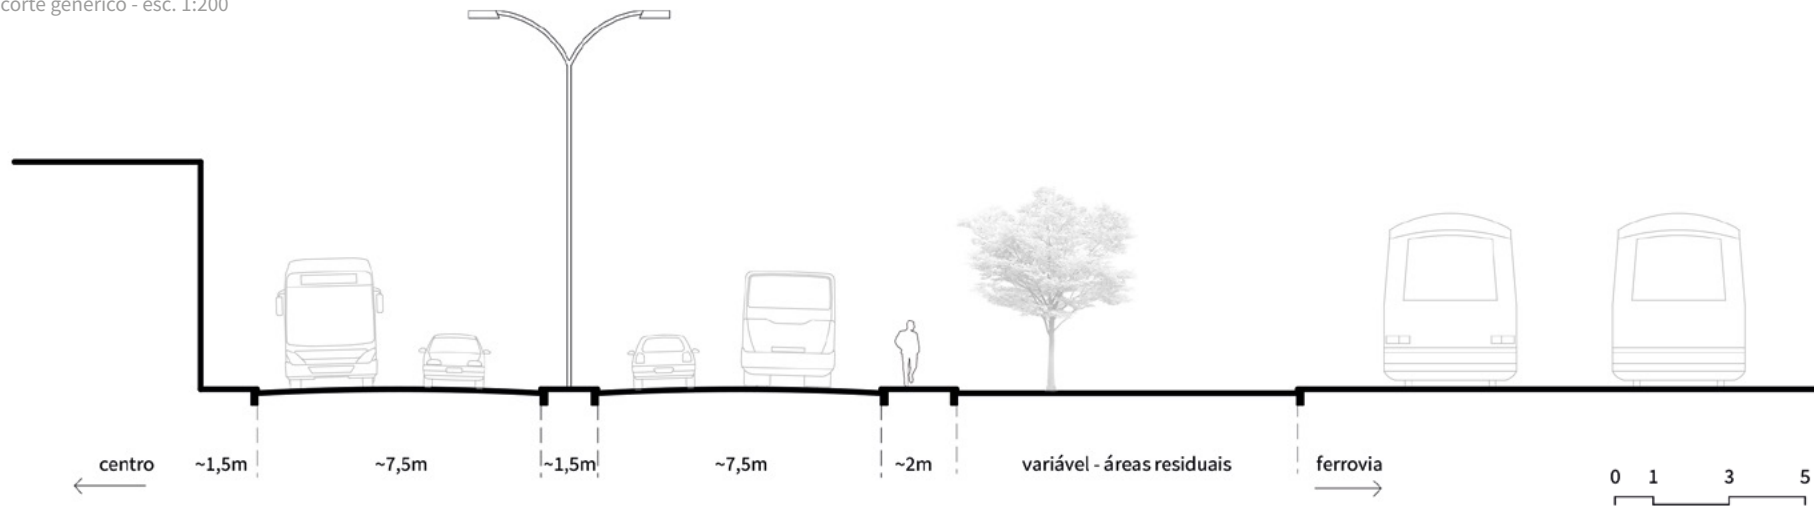 corte genérico - esc. 1:200
centro
~1,5m
~7,5m
~1,5m
~7,5m
~2m
variável - áreas residuais
ferrovia
0 1 3 5